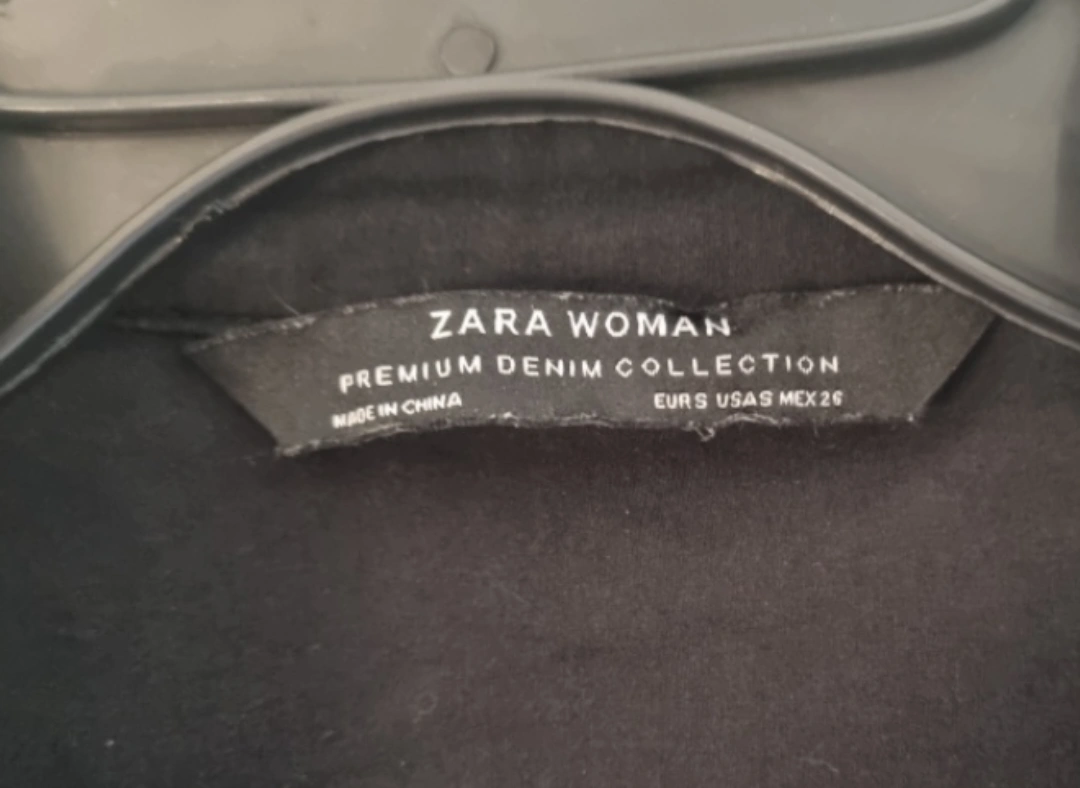 ZARA WOMAN
PREMIUM DENIM COLLECTION
MADE IN CHINA EUR S USA S MEX 26